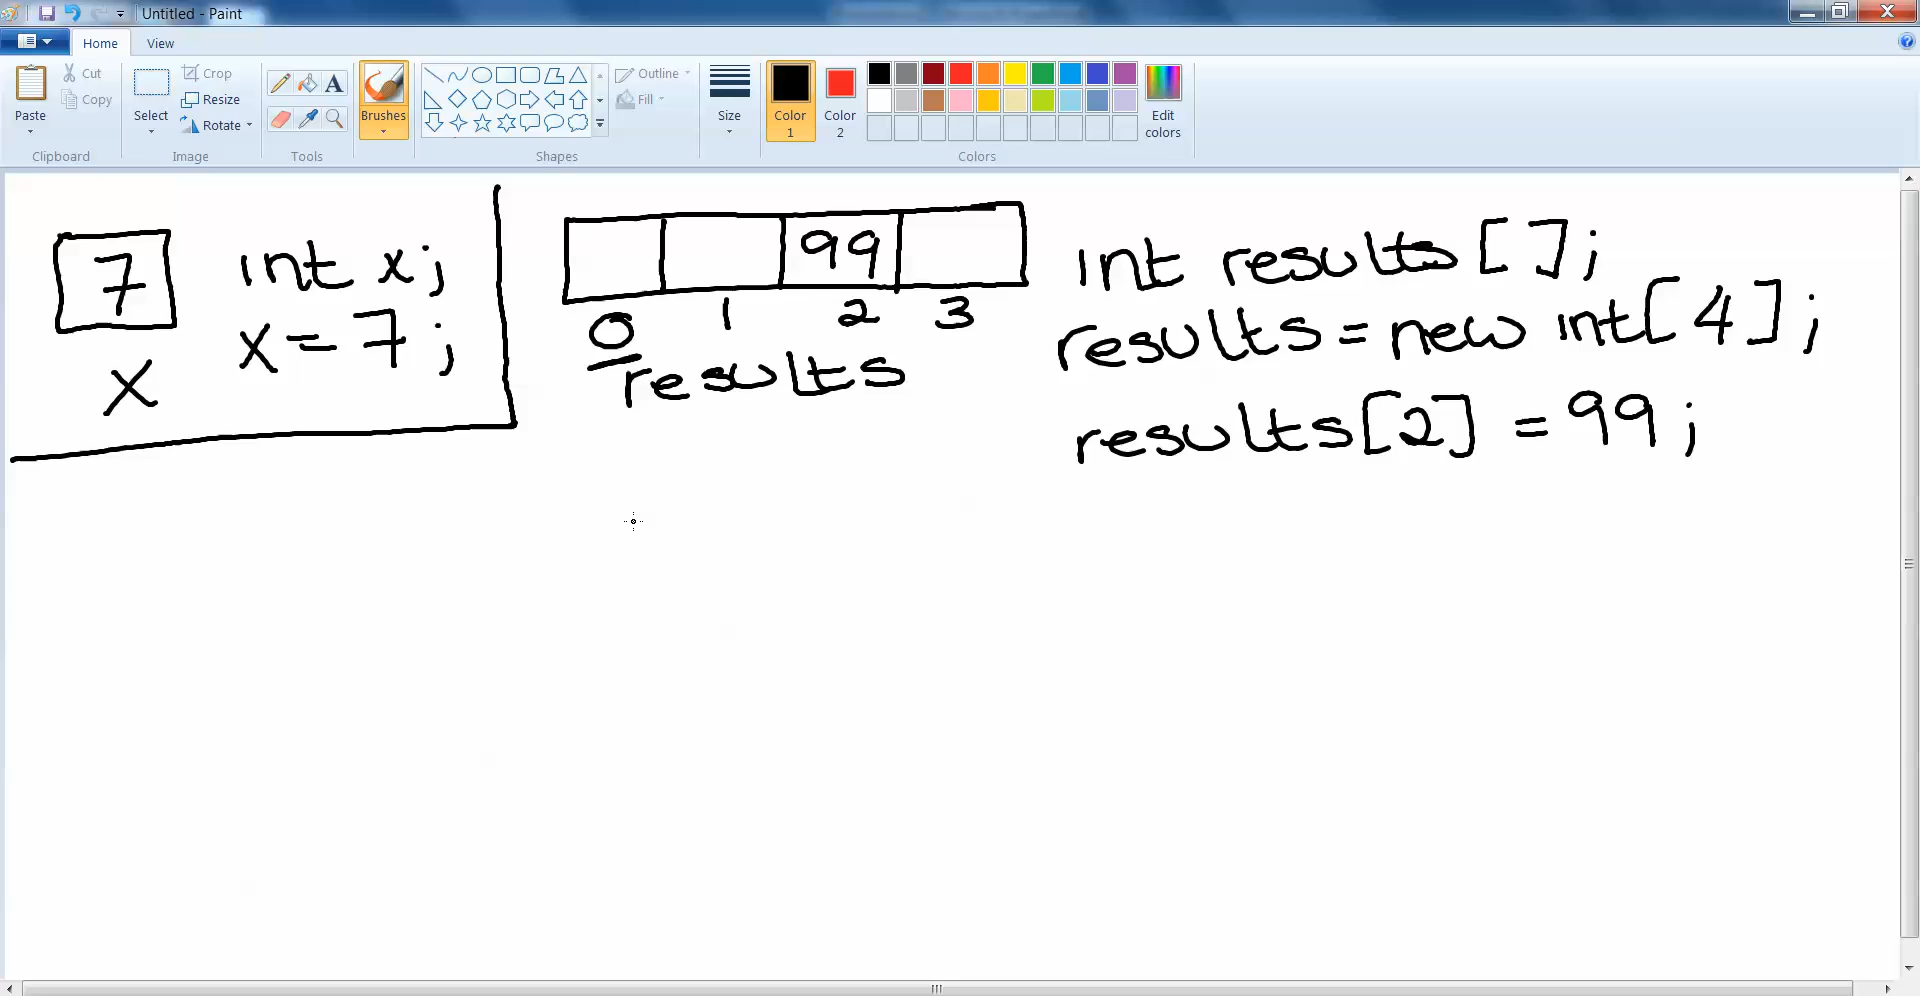 Untitled - Paint
Home View
Paste
Cut
Copy
Clipboard
Select
Crop
Resize
Rotate
Image
Tools
Brushes
Shapes
Outline
Fill
Size
Color 1
Color 2
Edit colors
Colors
7
x
int x;
x = 7;
99
0 1 2 3
results
int results [ ];
results = new int[4];
results[2] = 99;